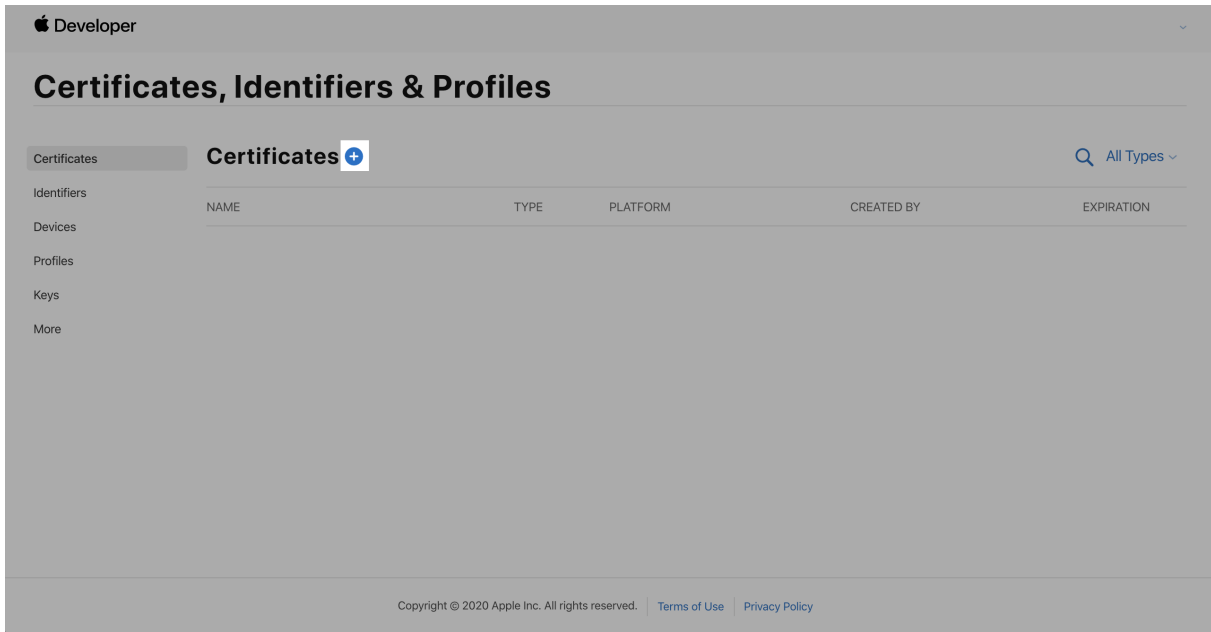 Developer
Certificates, Identifiers & Profiles
Certificates
Identifiers
Devices
Profiles
Keys
More
Certificates
All Types
NAME TYPE PLATFORM CREATED BY EXPIRATION
Copyright © 2020 Apple Inc. All rights reserved. Terms of Use Privacy Policy